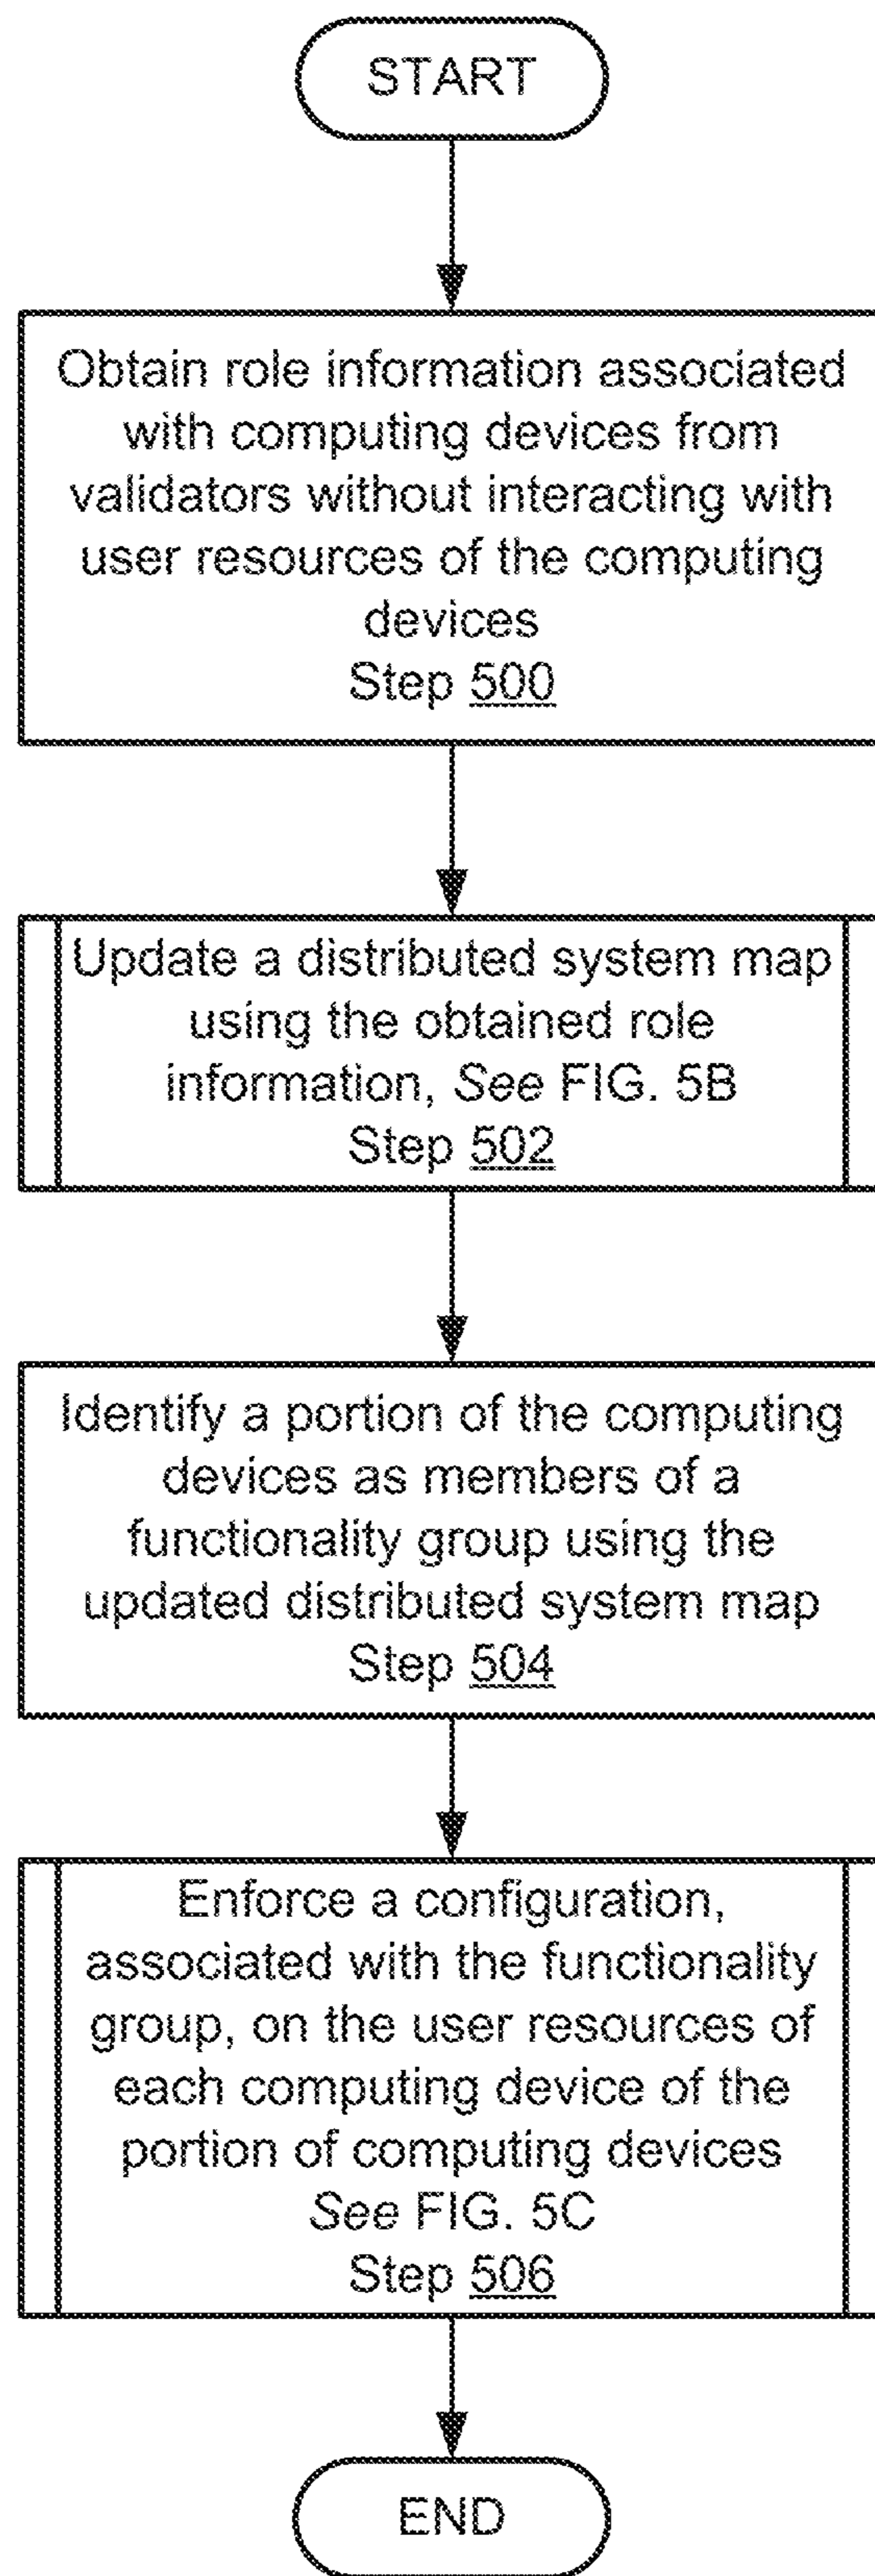 START
Obtain role information associated
with computing devices from
validators without interacting with
user resources of the computing
devices
Step 500
Update a distributed system map
using the obtained role
information, See FIG. 5B
Step 502
Identify a portion of the computing
devices as members of a
functionality group using the
updated distributed system map
Step 504
Enforce a configuration,
associated with the functionality
group, on the user resources of
each computing device of the
portion of computing devices
See FIG. 5C
Step 506
END